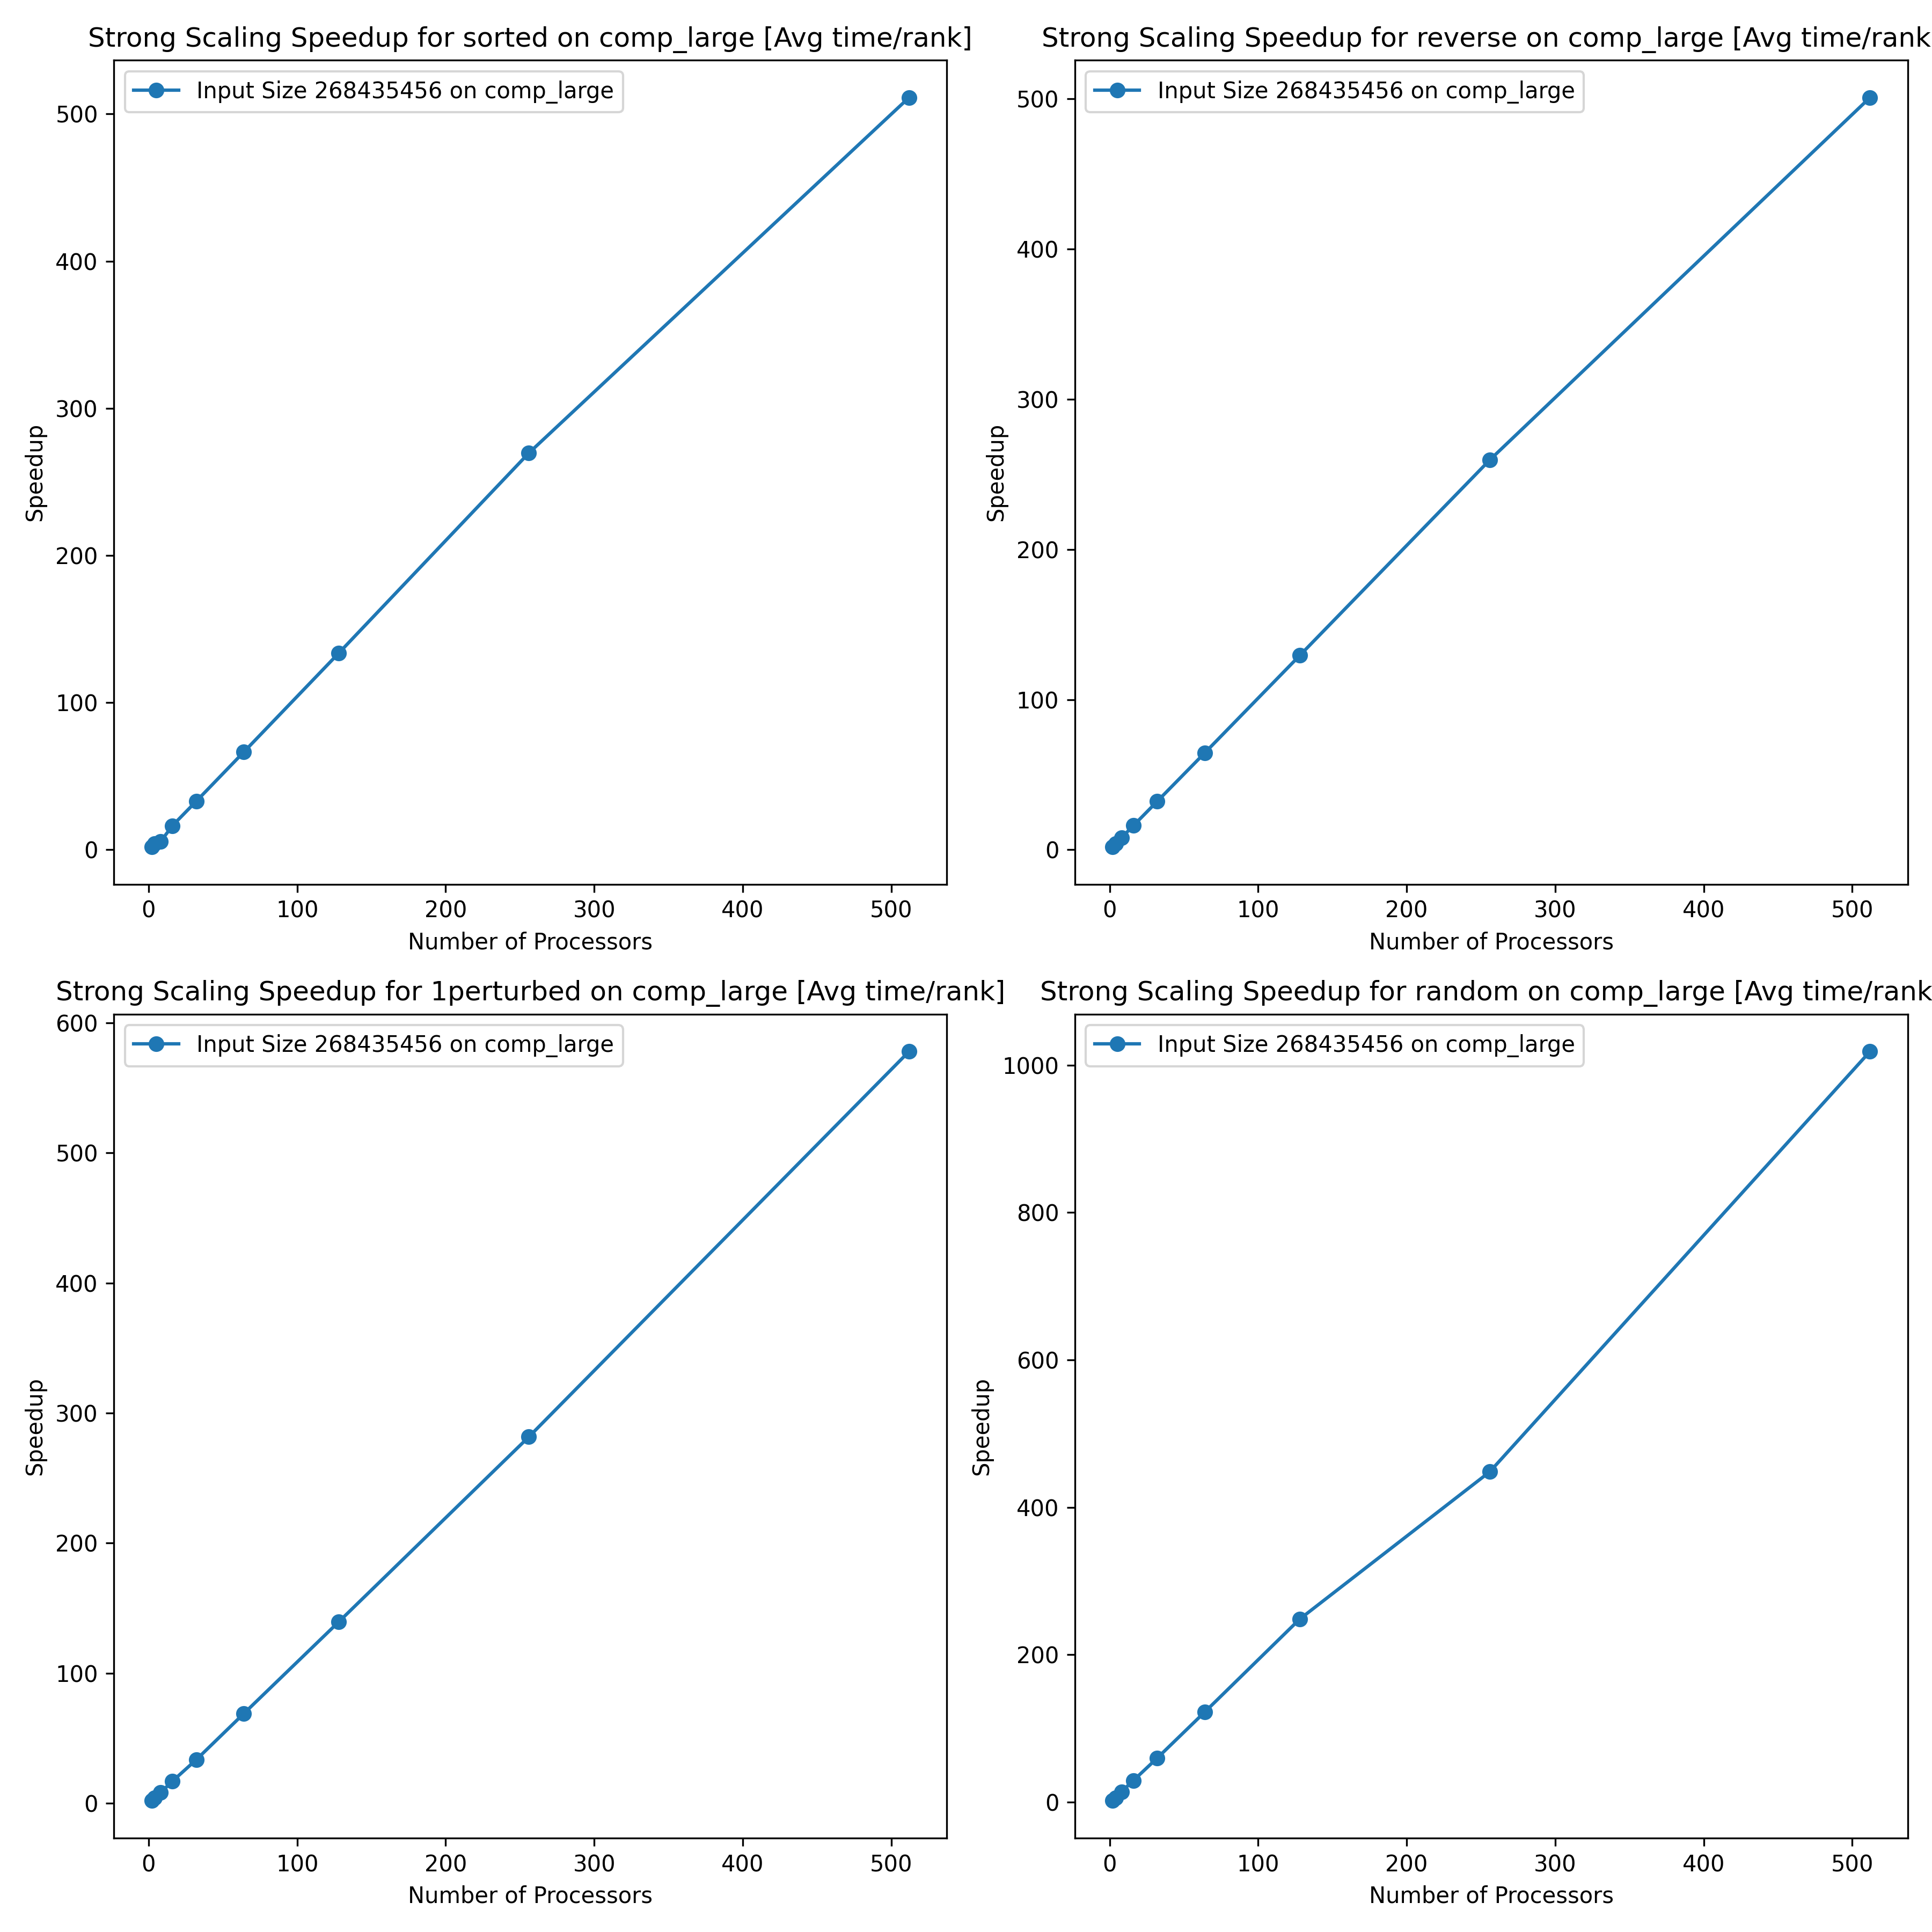 Strong Scaling Speedup for sorted on comp_large [Avg time/rank]
Input Size 268435456 on comp_large
500
400
300
200
100
0
Speedup
0 100 200 300 400 500
Number of Processors
Strong Scaling Speedup for reverse on comp_large [Avg time/rank
Input Size 268435456 on comp_large
500
400
300
200
100
0
Speedup
0 100 200 300 400 500
Number of Processors
Strong Scaling Speedup for 1perturbed on comp_large [Avg time/rank]
Input Size 268435456 on comp_large
600
500
400
300
200
100
0
Speedup
0 100 200 300 400 500
Number of Processors
Strong Scaling Speedup for random on comp_large [Avg time/rank
Input Size 268435456 on comp_large
1000
800
600
400
200
0
Speedup
0 100 200 300 400 500
Number of Processors